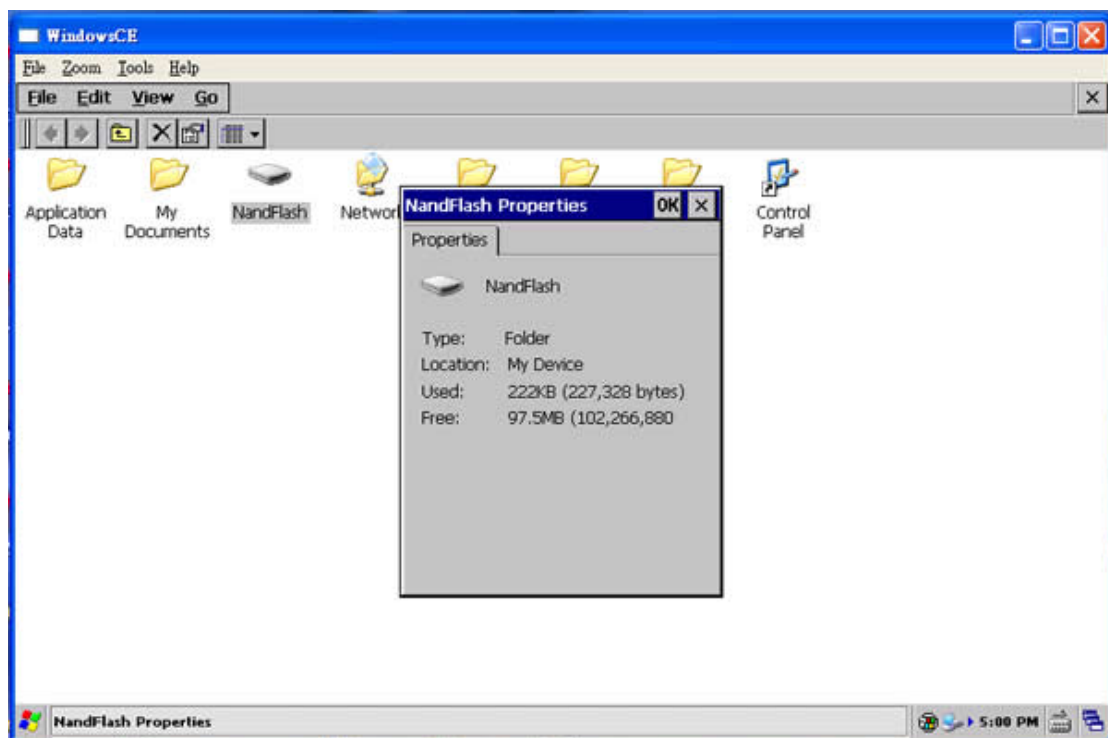 WindowsCE
File Zoom Tools Help
File Edit View Go
Application Data
My Documents
NandFlash
Networ
Control Panel
NandFlash Properties OK
Properties
NandFlash
Type: Folder
Location: My Device
Used: 222KB (227,328 bytes)
Free: 97.5MB (102,266,880
NandFlash Properties
5:00 PM